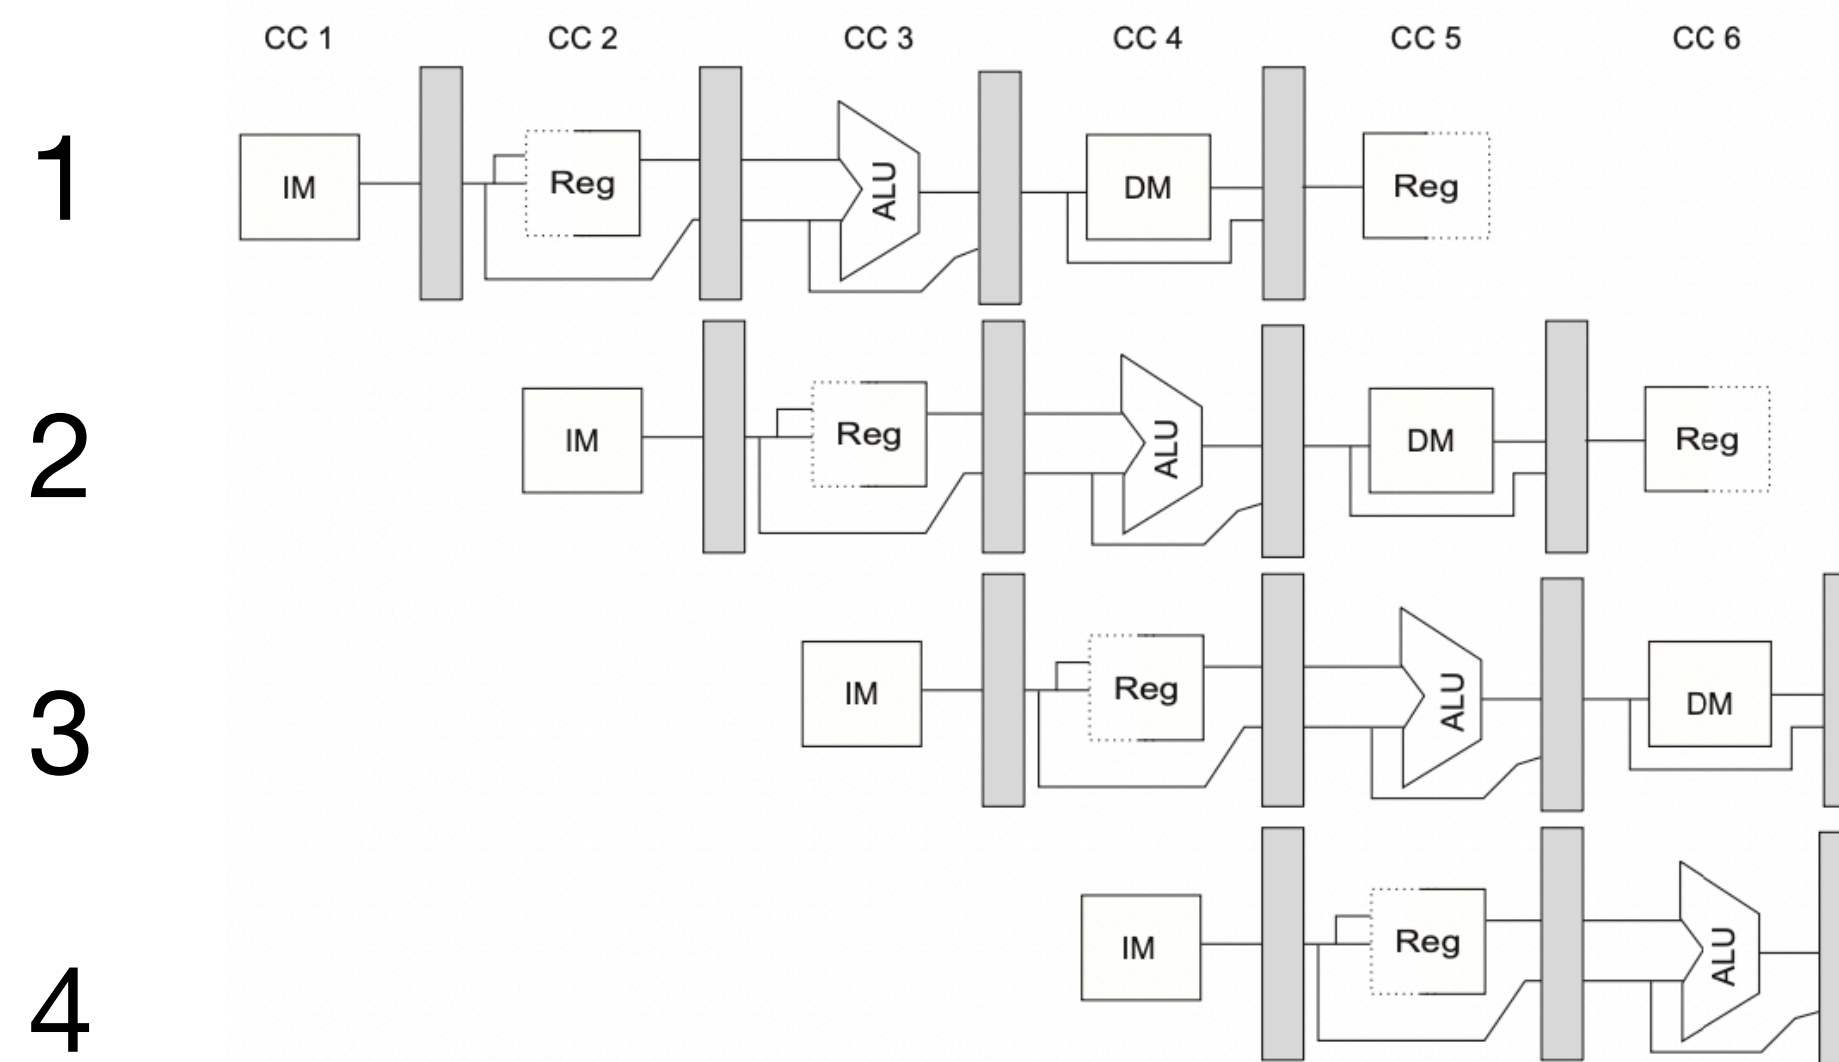 CC 1 CC 2 CC 3 CC 4 CC 5 CC 6
1 IM Reg ALU DM Reg
2 IM Reg ALU DM Reg
3 IM Reg ALU DM
4 IM Reg ALU